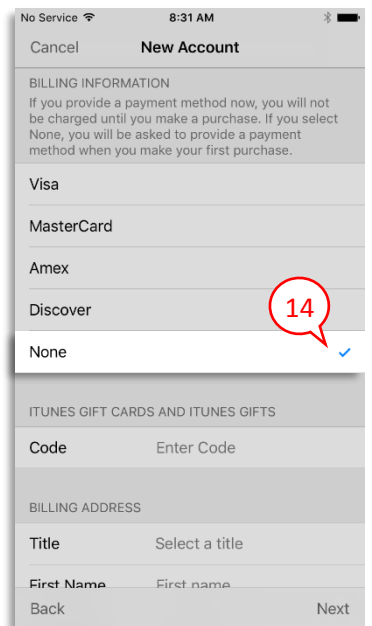 No Service 8:31 AM
Cancel New Account
BILLING INFORMATION
If you provide a payment method now, you will not
be charged until you make a purchase. If you select
None, you will be asked to provide a payment
method when you make your first purchase.
Visa
MasterCard
Amex
Discover
14
None
ITUNES GIFT CARDS AND ITUNES GIFTS
Code Enter Code
BILLING ADDRESS
Title Select a title
First Name First name
Back Next